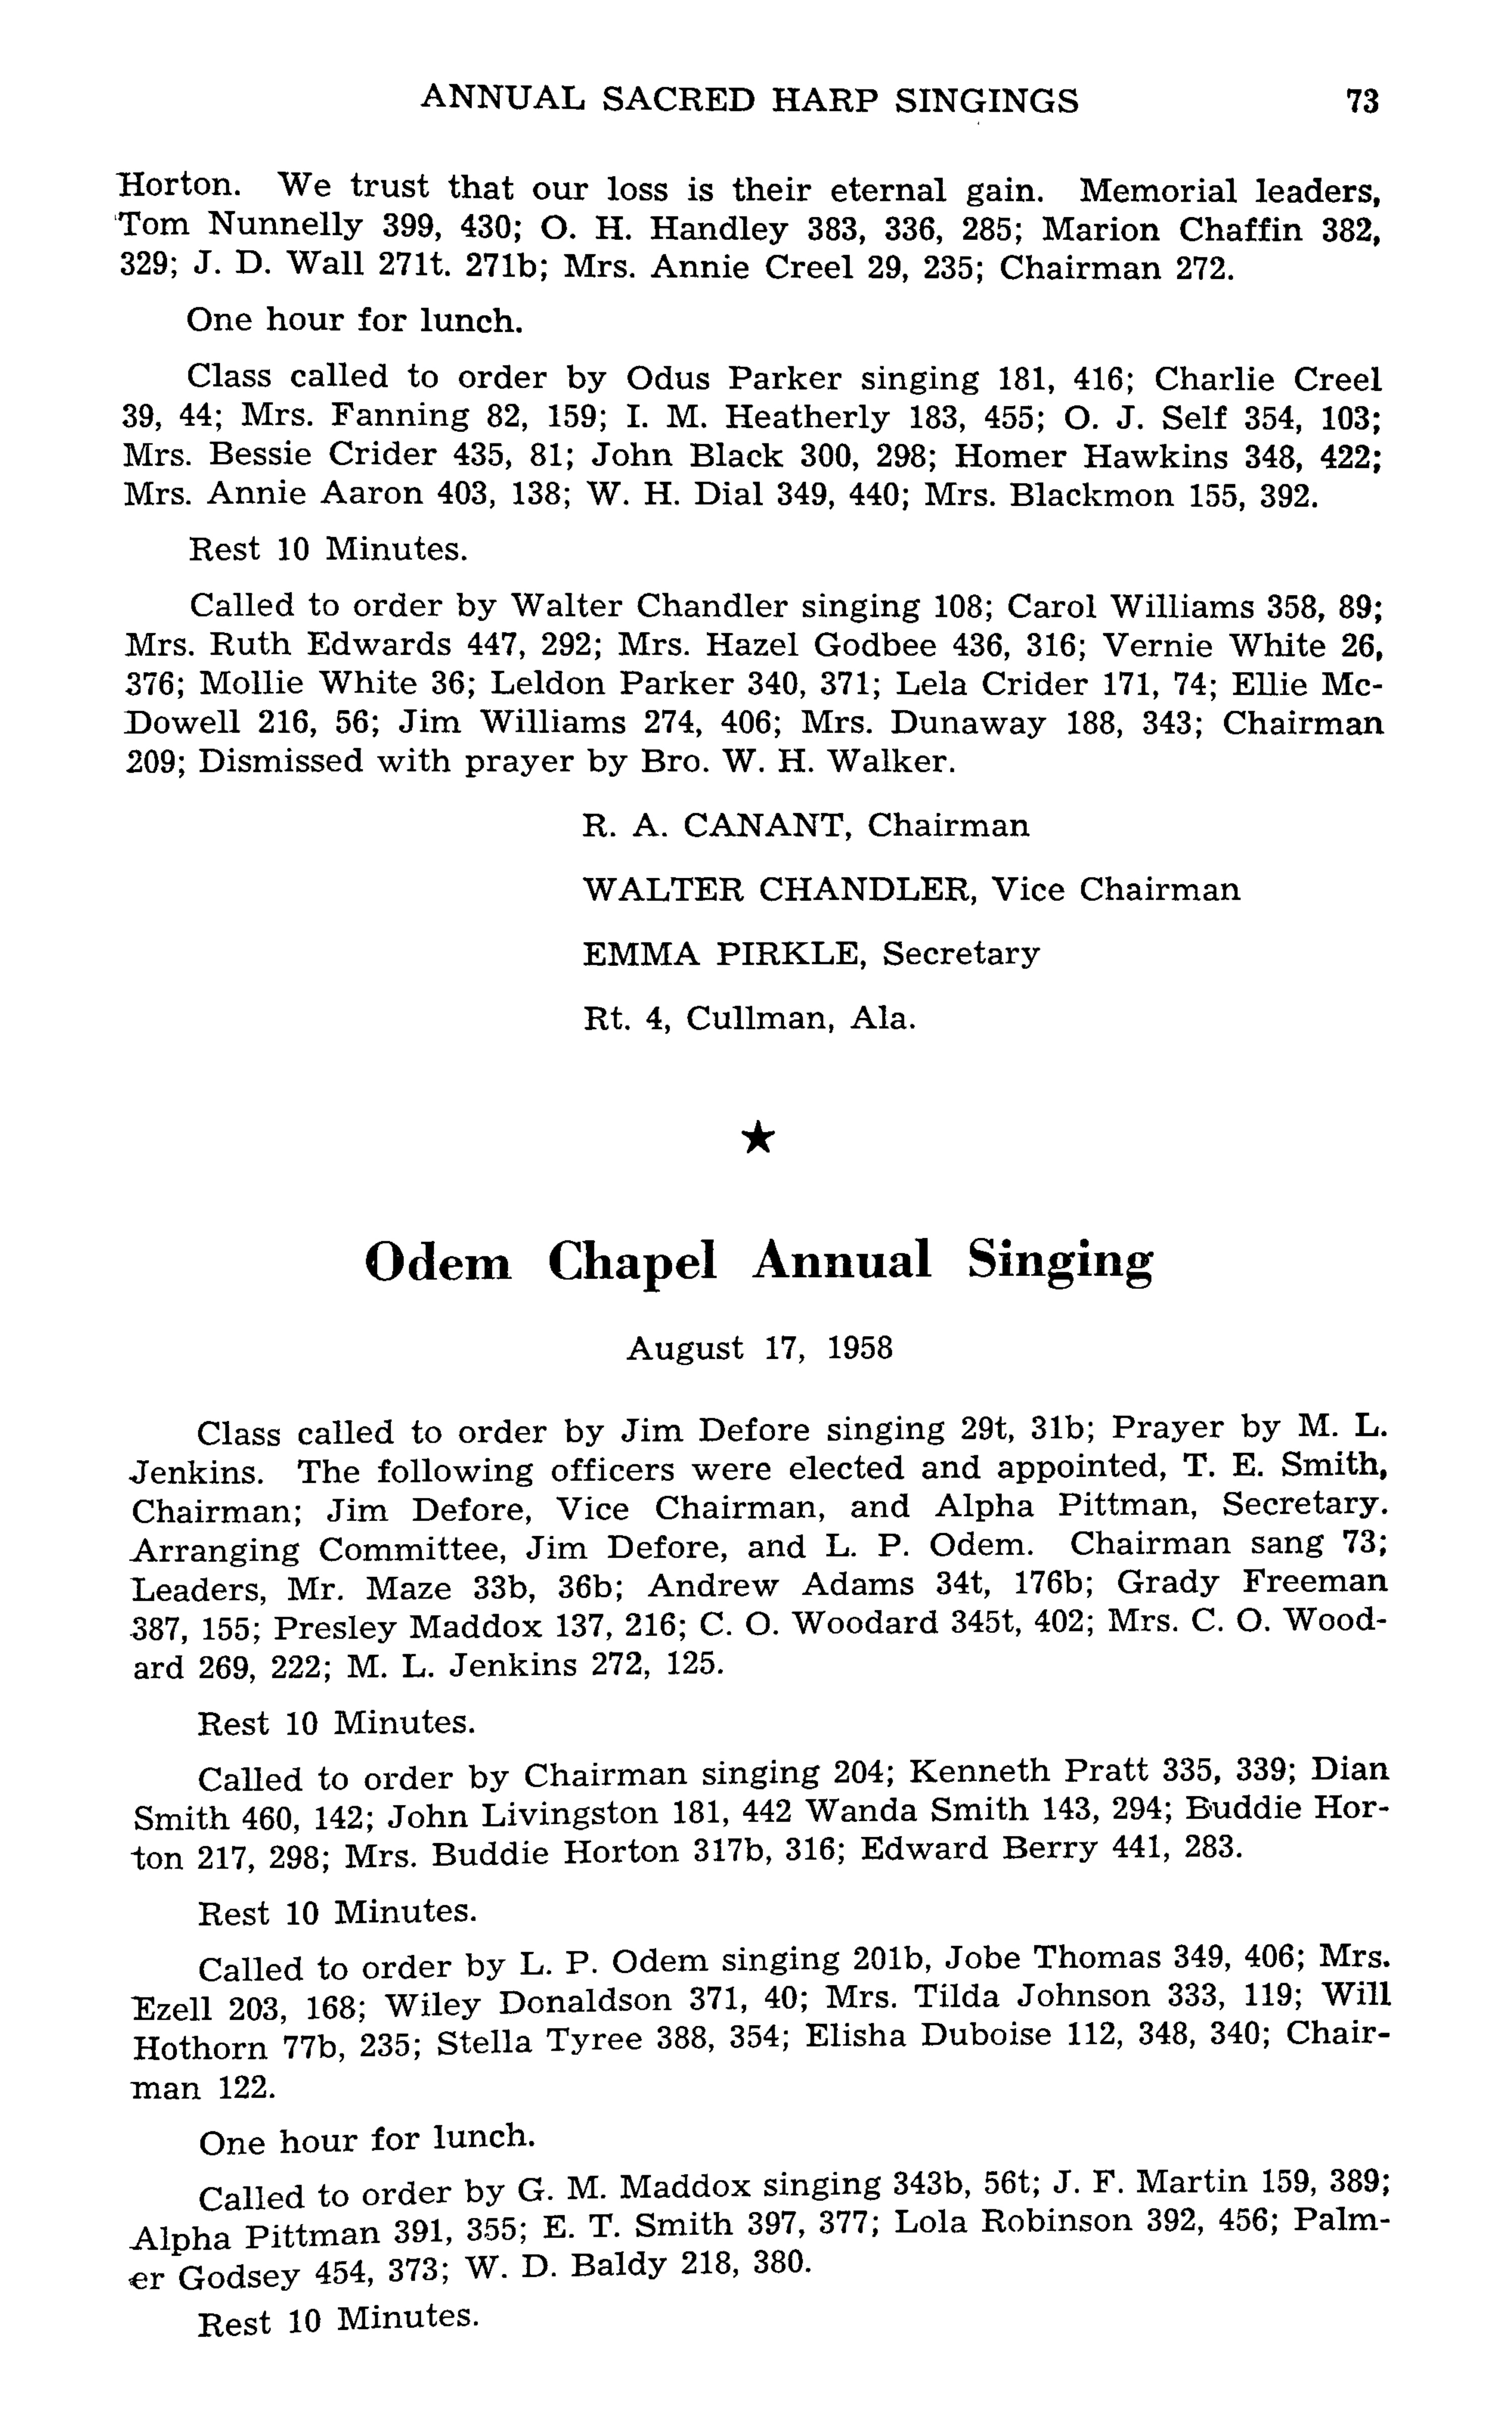 ANNUAL SACRED HARP SINGINGS 73
Horton. We trust that our loss is their eternal gain. Memorial leaders,
Tom Nunnelly 399, 430; O. H. Handley 383, 336, 285; Marion Chaffin 382,
329; J. D. Wall 271t. 271b; Mrs. Annie Creel 29, 235; Chairman 272.
One hour for lunch.
Class called to order by Odus Parker singing 181, 416; Charlie Creel
39, 44; Mrs. Fanning 82, 159; I. M. Heatherly 183, 455; O. J. Self 354, 103;
Mrs. Bessie Crider 435, 81; John Black 300, 298; Homer Hawkins 348, 422;
Mrs. Annie Aaron 403, 138; W. H. Dial 349, 440; Mrs. Blackmon 155, 392.
Rest 10 Minutes.
Called to order by Walter Chandler singing 108; Carol Williams 358, 89;
Mrs. Ruth Edwards 447, 292; Mrs. Hazel Godbee 436, 316; Vernie White 26,
376; Mollie White 36; Leldon Parker 340, 371; Lela Crider 171, 74; Ellie Mc-
Dowell 216, 56; Jim Williams 274, 406; Mrs. Dunaway 188, 343; Chairman
209; Dismissed with prayer by Bro. W. H. Walker.
R. A. CANANT, Chairman
WALTER CHANDLER, Vice Chairman
EMMA PIRKLE, Secretary
Rt. 4, Cullman, Ala.
★
Odem Chapel Annual Singing
August 17, 1958
Class called to order by Jim Defore singing 29t, 31b; Prayer by M. L.
Jenkins. The following officers were elected and appointed, T. E. Smith,
Chairman; Jim Defore, Vice Chairman, and Alpha Pittman, Secretary.
Arranging Committee, Jim Defore, and L. P. Odem. Chairman sang 73;
Leaders, Mr. Maze 33b, 36b; Andrew Adams 34t, 176b; Grady Freeman
387, 155; Presley Maddox 137, 216; C. O. Woodard 345t, 402; Mrs. C. O. Wood-
ard 269, 222; M. L. Jenkins 272, 125.
Rest 10 Minutes.
Called to order by Chairman singing 204; Kenneth Pratt 335, 339; Dian
Smith 460, 142; John Livingston 181, 442 Wanda Smith 143, 294; Buddie Hor-
ton 217, 298; Mrs. Buddie Horton 317b, 316; Edward Berry 441, 283.
Rest 10 Minutes.
Called to order by L. P. Odem singing 201b, Jobe Thomas 349, 406; Mrs.
Ezell 203, 168; Wiley Donaldson 371, 40; Mrs. Tilda Johnson 333, 119; Will
Hothorn 77b, 235; Stella Tyree 388, 354; Elisha Duboise 112, 348, 340; Chair-
man 122.
One hour for lunch.
Called to order by G. M. Maddox singing 343b, 56t; J. F. Martin 159, 389;
Alpha Pittman 391, 355; E. T. Smith 397, 377; Lola Robinson 392, 456; Palm-
er Godsey 454, 373; W. D. Baldy 218, 380.
Rest 10 Minutes.